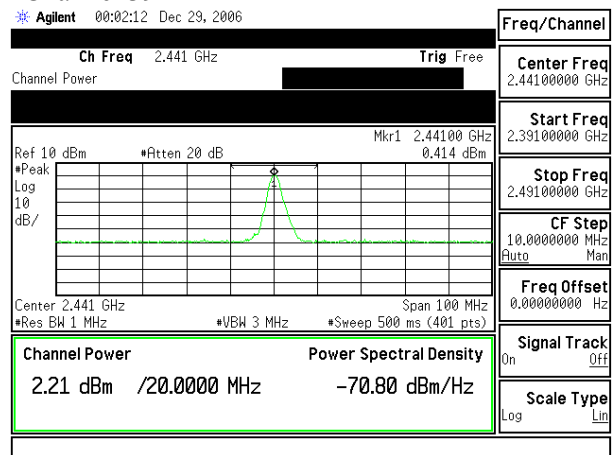 Agilent 00:02:12 Dec 29, 2006
Freq/Channel
Ch Freq 2.441 GHz Trig Free
Channel Power
Center Freq
2.44100000 GHz
Start Freq
2.39100000 GHz
Stop Freq
2.49100000 GHz
CF Step
10.0000000 MHz
Auto Man
Freq Offset
0.00000000 Hz
Signal Track
On Off
Scale Type
Log Lin
Mkr1 2.44100 GHz
Ref 10 dBm #Atten 20 dB 0.414 dBm
#Peak
Log
10
dB/
1
Center 2.441 GHz Span 100 MHz
#Res BW 1 MHz #VBW 3 MHz #Sweep 500 ms (401 pts)
Channel Power Power Spectral Density
2.21 dBm /20.0000 MHz -70.80 dBm/Hz